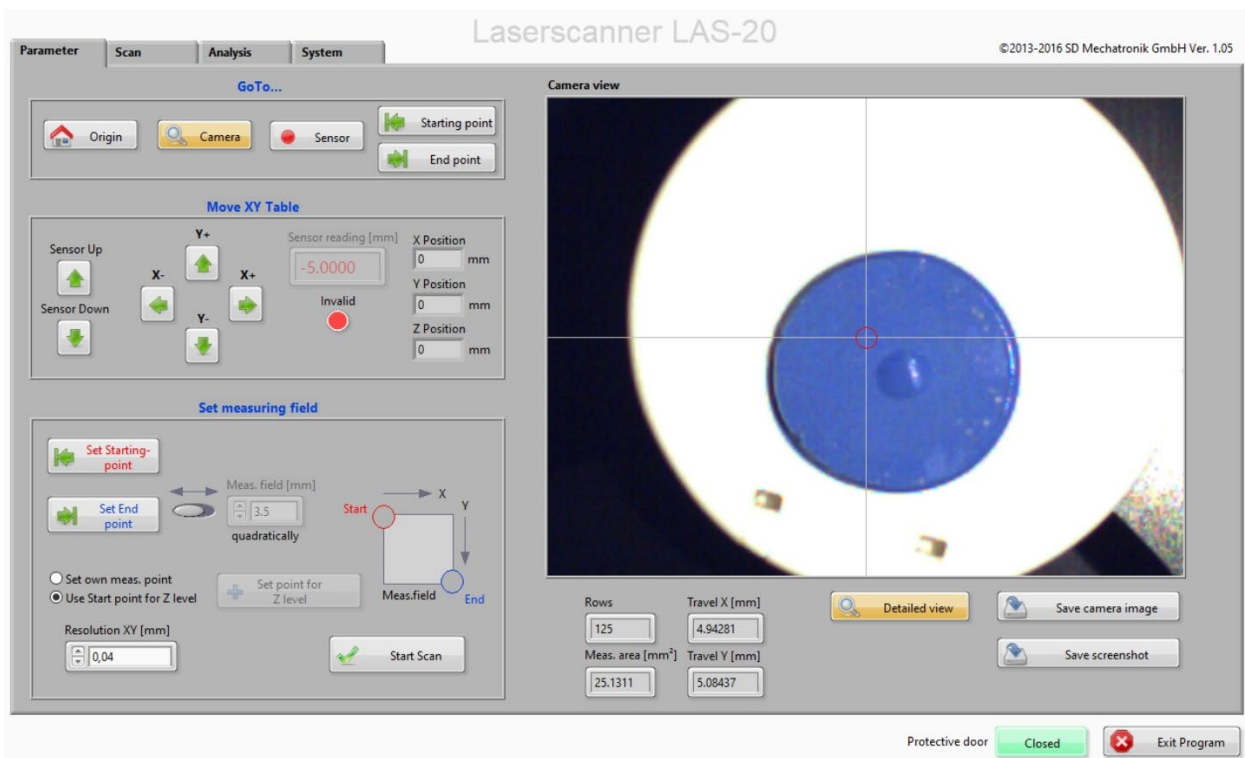 Laserscanner LAS-20
©2013-2016 SD Mechatronik GmbH Ver. 1.05
Parameter
Scan
Analysis
System
GoTo...
Origin
Camera
Sensor
Starting point
End point
Move XY Table
Sensor Up
Sensor Down
Y+
X-
X+
Y-
Sensor reading [mm]
-5.0000
Invalid
X Position
0 mm
Y Position
0 mm
Z Position
0 mm
Set measuring field
Set Starting-
point
Set End
point
Meas. field [mm]
3.5
quadratically
Start
X
Y
Meas.field
End
Set own meas. point
Use Start point for Z level
Set point for
Z level
Resolution XY [mm]
0,04
Start Scan
Camera view
Rows
125
Travel X [mm]
4.94281
Meas. area [mm²]
25.1311
Travel Y [mm]
5.08437
Detailed view
Save camera image
Save screenshot
Protective door
Closed
Exit Program